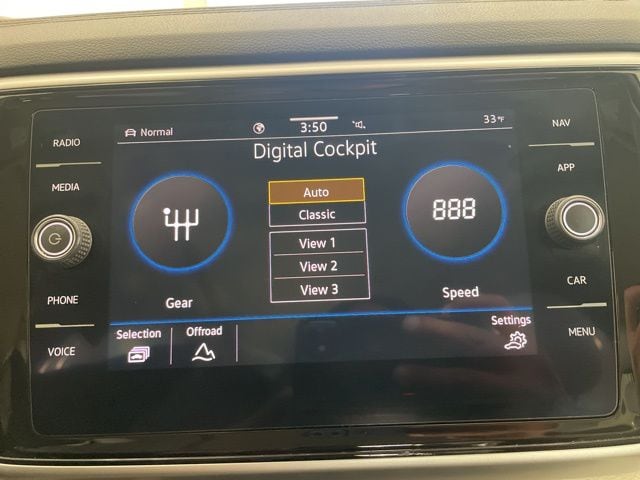 RADIO
MEDIA
PHONE
VOICE
Normal
3:50
33°F
Digital Cockpit
Auto
Classic
View 1
View 2
View 3
Gear
888
Speed
Selection
Offroad
Settings
NAV
APP
CAR
MENU